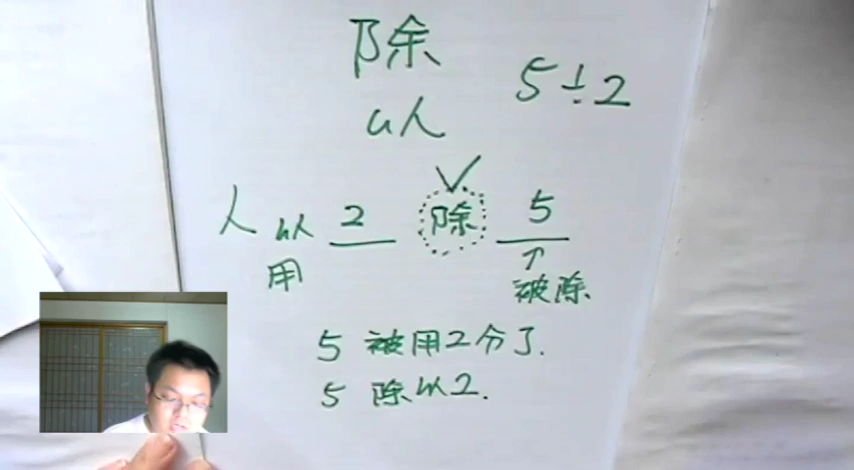 除
5÷2
以
人 以 2 除 5
用
↑
被除
5 被用2分了.
5 除以2.